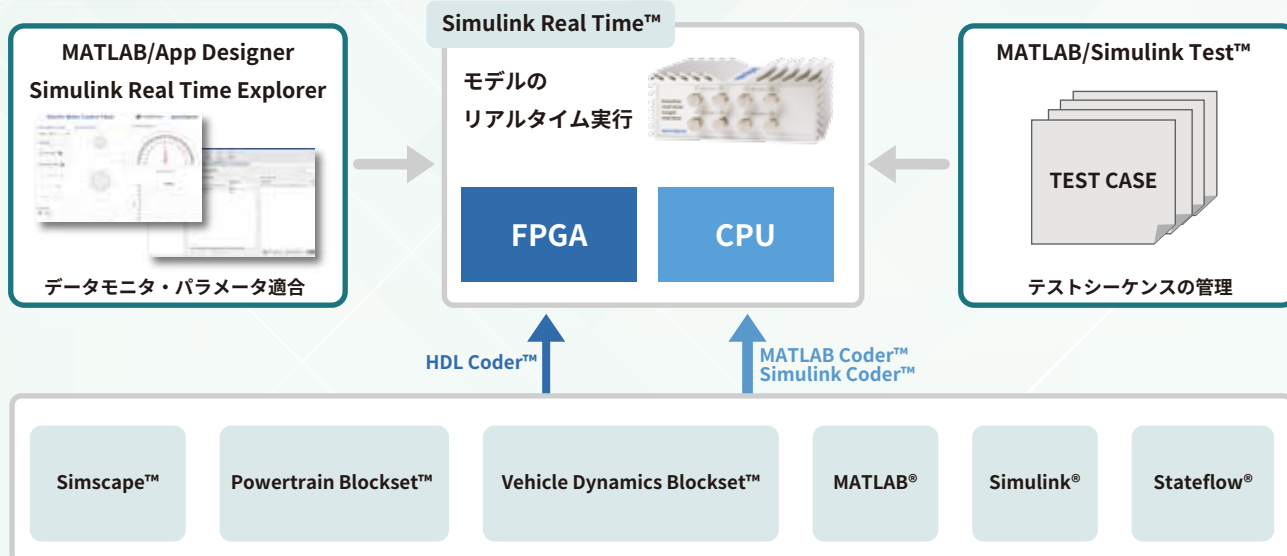 MATLAB/App Designer
Simulink Real Time Explorer
データモニタ・パラメータ適合
Simulink Real Time™
モデルの
リアルタイム実行
FPGA
CPU
MATLAB/Simulink Test™
TEST CASE
テストシーケンスの管理
HDL Coder™
MATLAB Coder™
Simulink Coder™
Simscape™
Powertrain Blockset™
Vehicle Dynamics Blockset™
MATLAB®
Simulink®
Stateflow®